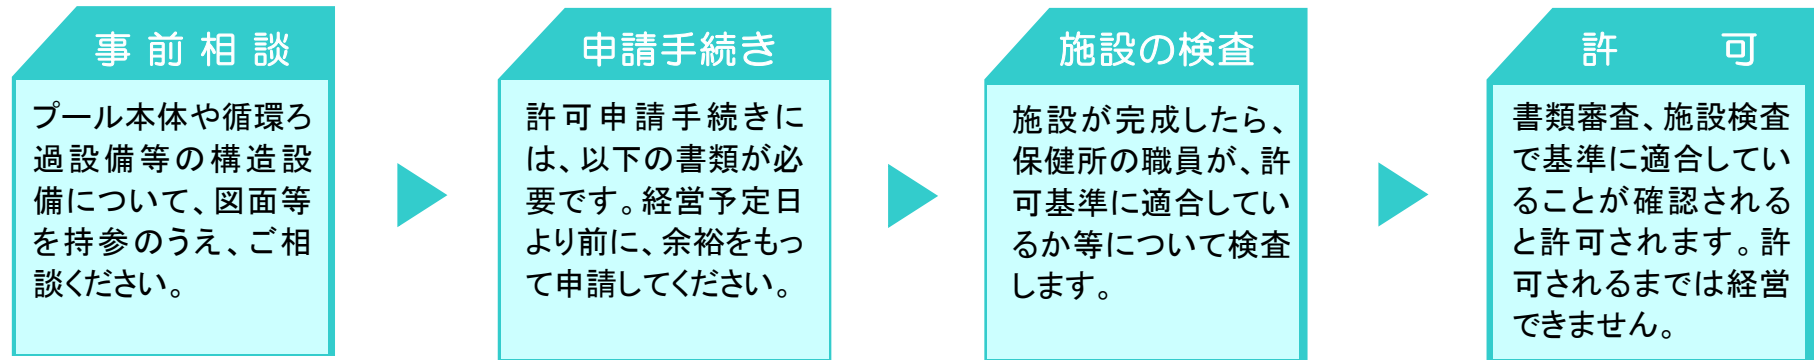 事前相談
プール本体や循環ろ
過設備等の構造設
備について、図面等
を持参のうえ、ご相
談ください。
申請手続き
許可申請手続きに
は、以下の書類が必
要です。経営予定日
より前に、余裕をもっ
て申請してください。
施設の検査
施設が完成したら、
保健所の職員が、許
可基準に適合してい
るか等について検査
します。
許 可
書類審査、施設検査
で基準に適合してい
ることが確認される
と許可されます。許
可されるまでは経営
できません。